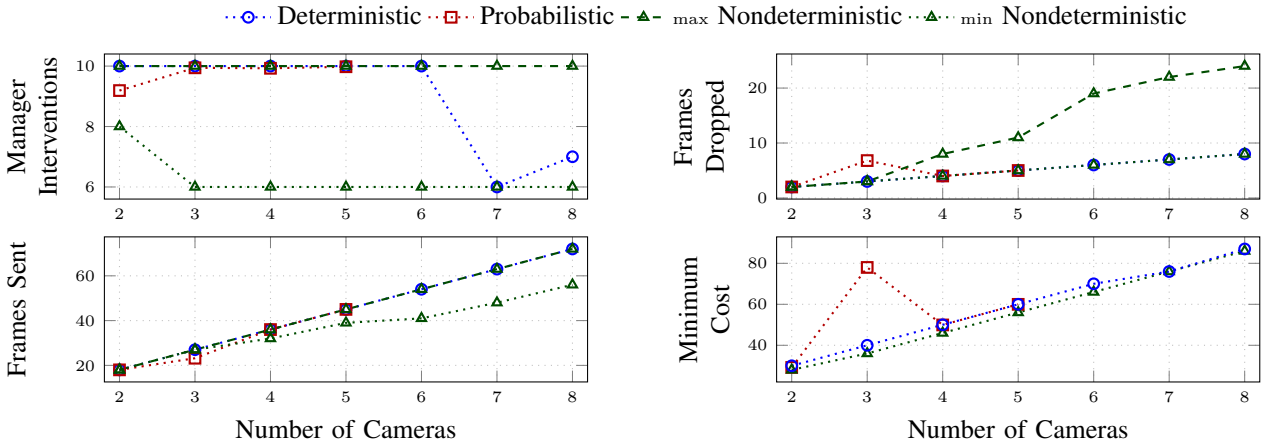 Deterministic Probabilistic max Nondeterministic min Nondeterministic
Manager
Interventions
10
8
6
2 3 4 5 6 7 8
Frames
Dropped
20
10
0
2 3 4 5 6 7 8
Frames Sent
60
40
20
2 3 4 5 6 7 8
Number of Cameras
Minimum
Cost
80
60
40
2 3 4 5 6 7 8
Number of Cameras